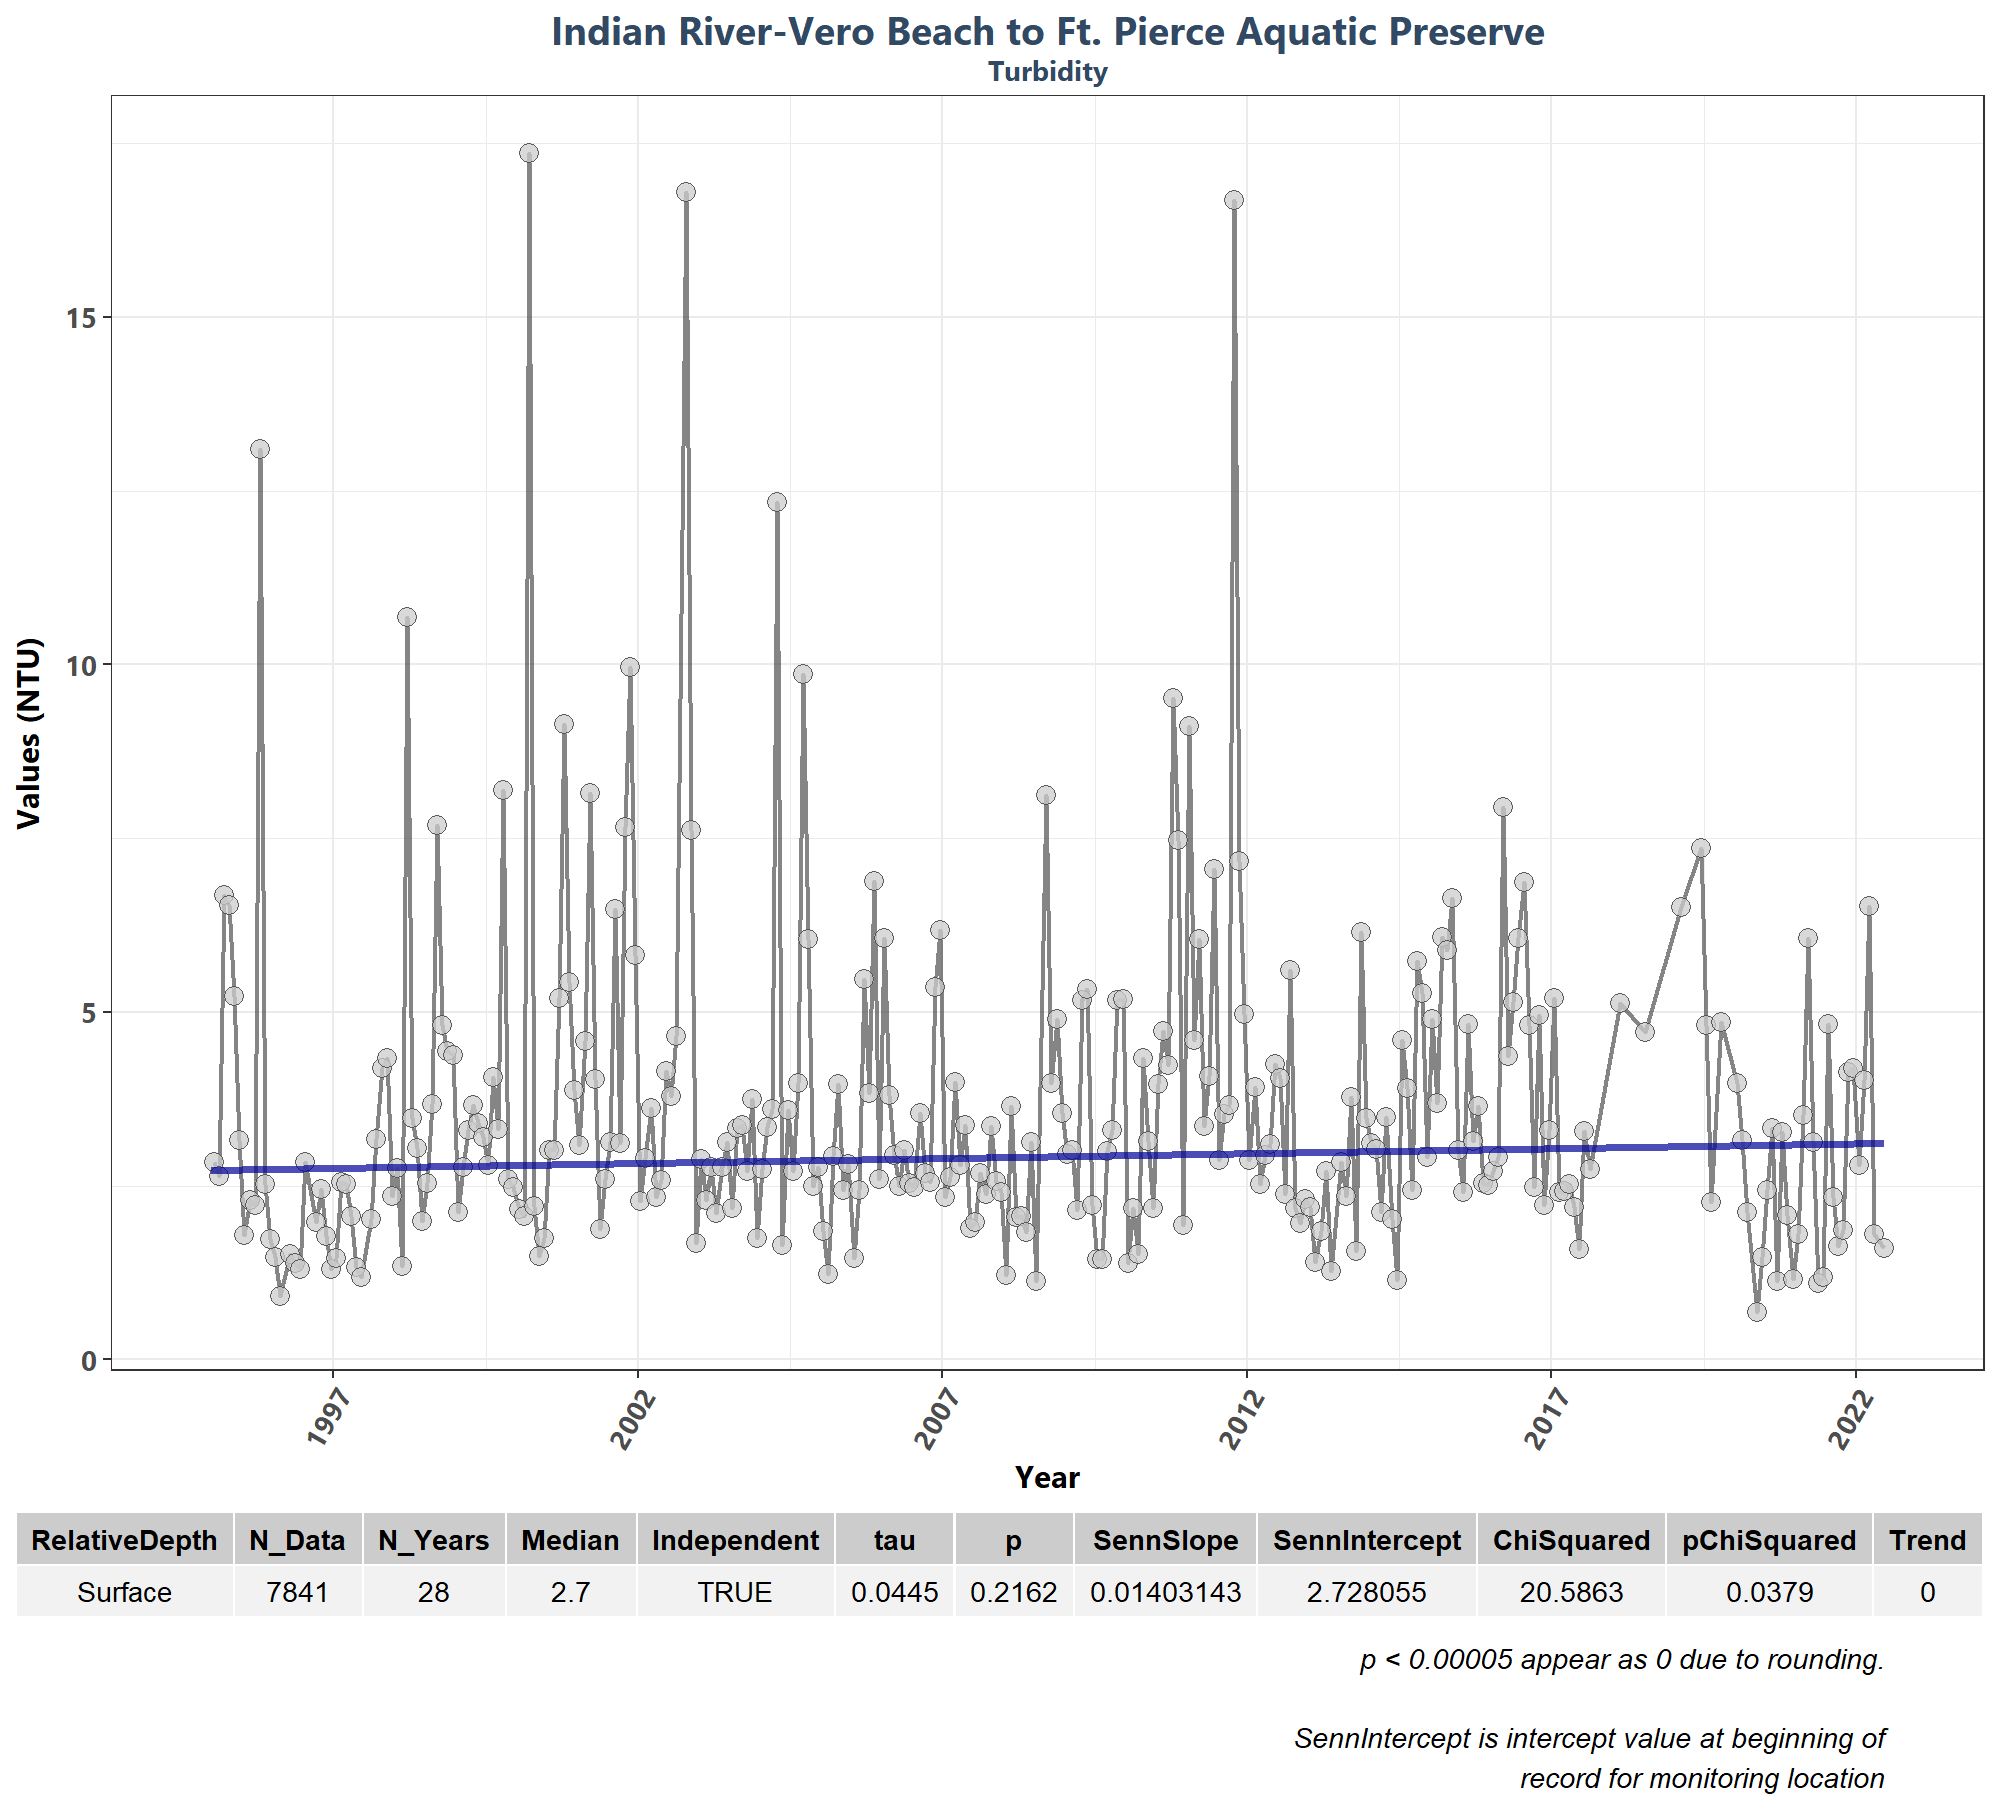 Indian River-Vero Beach to Ft. Pierce Aquatic Preserve
Turbidity
Values (NTU)
15
10
5
0
1997 2002 2007 2012 2017 2022
Year
RelativeDepth N_Data N_Years Median Independent tau p SennSlope SennIntercept ChiSquared pChiSquared Trend
Surface 7841 28 2.7 TRUE 0.0445 0.2162 0.01403143 2.728055 20.5863 0.0379 0
p < 0.00005 appear as 0 due to rounding.
SennIntercept is intercept value at beginning of
record for monitoring location